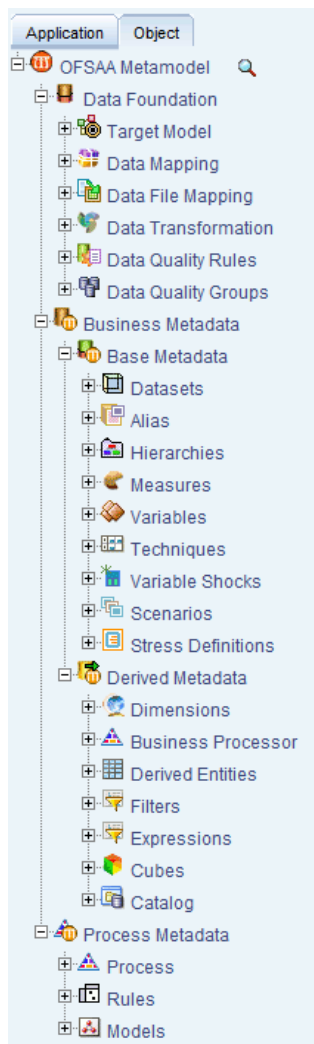 Application Object
OFSAA Metamodel
Data Foundation
Target Model
Data Mapping
Data File Mapping
Data Transformation
Data Quality Rules
Data Quality Groups
Business Metadata
Base Metadata
Datasets
Alias
Hierarchies
Measures
Variables
Techniques
Variable Shocks
Scenarios
Stress Definitions
Derived Metadata
Dimensions
Business Processor
Derived Entities
Filters
Expressions
Cubes
Catalog
Process Metadata
Process
Rules
Models